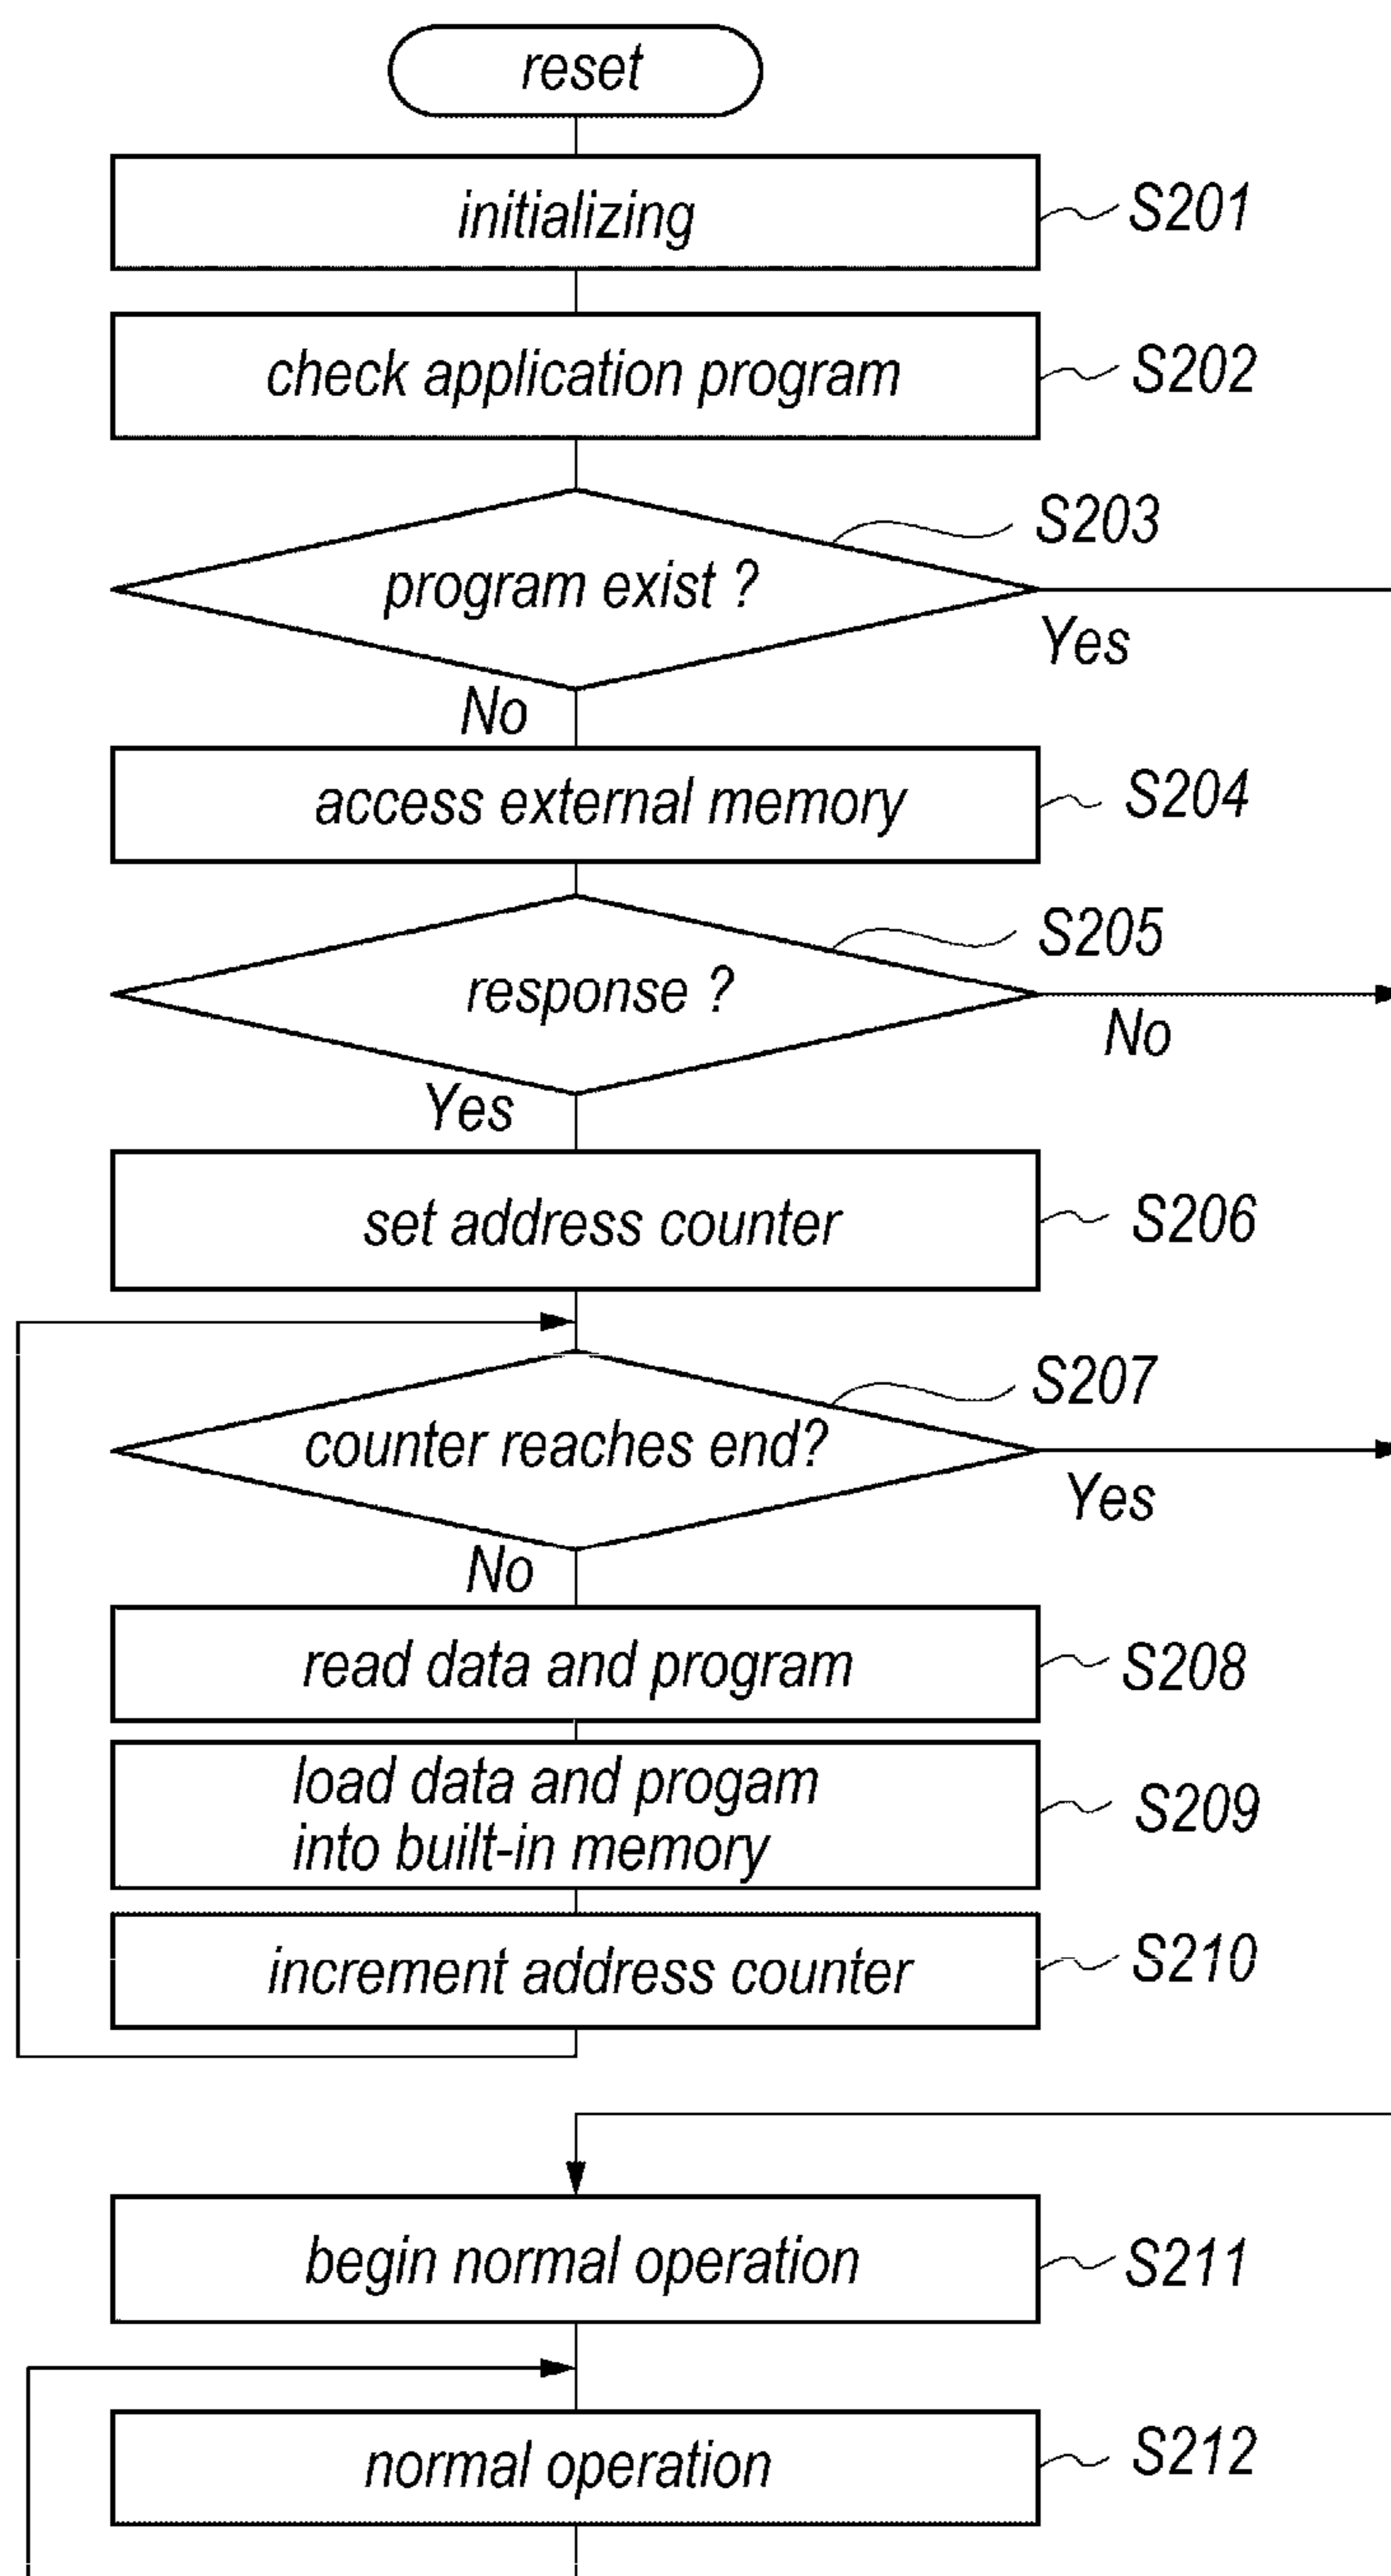 reset
initializing
S201
check application program
S202
S203
program exist ?
Yes
No
access external memory
S204
S205
response ?
No
Yes
set address counter
S206
S207
counter reaches end?
Yes
No
read data and program
S208
load data and progam
into built-in memory
S209
increment address counter
S210
begin normal operation
S211
normal operation
S212